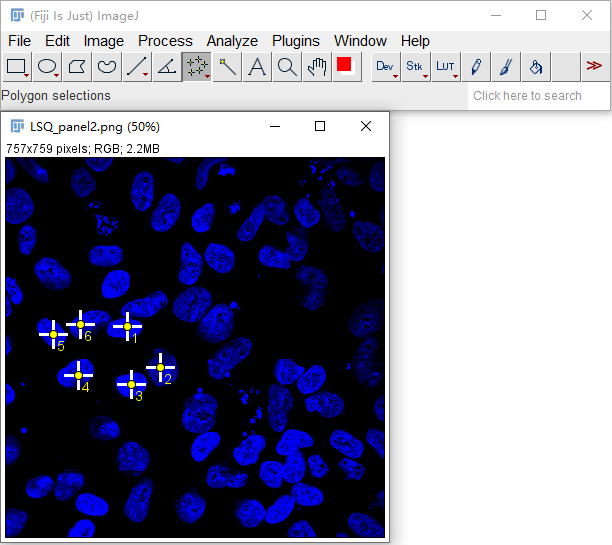 (Fiji Is Just) ImageJ
File Edit Image Process Analyze Plugins Window Help
A Dev Stk LUT >>
Polygon selections Click here to search
LSQ_panel2.png (50%)
757x759 pixels; RGB; 2.2MB
5 6 1
4 3 2